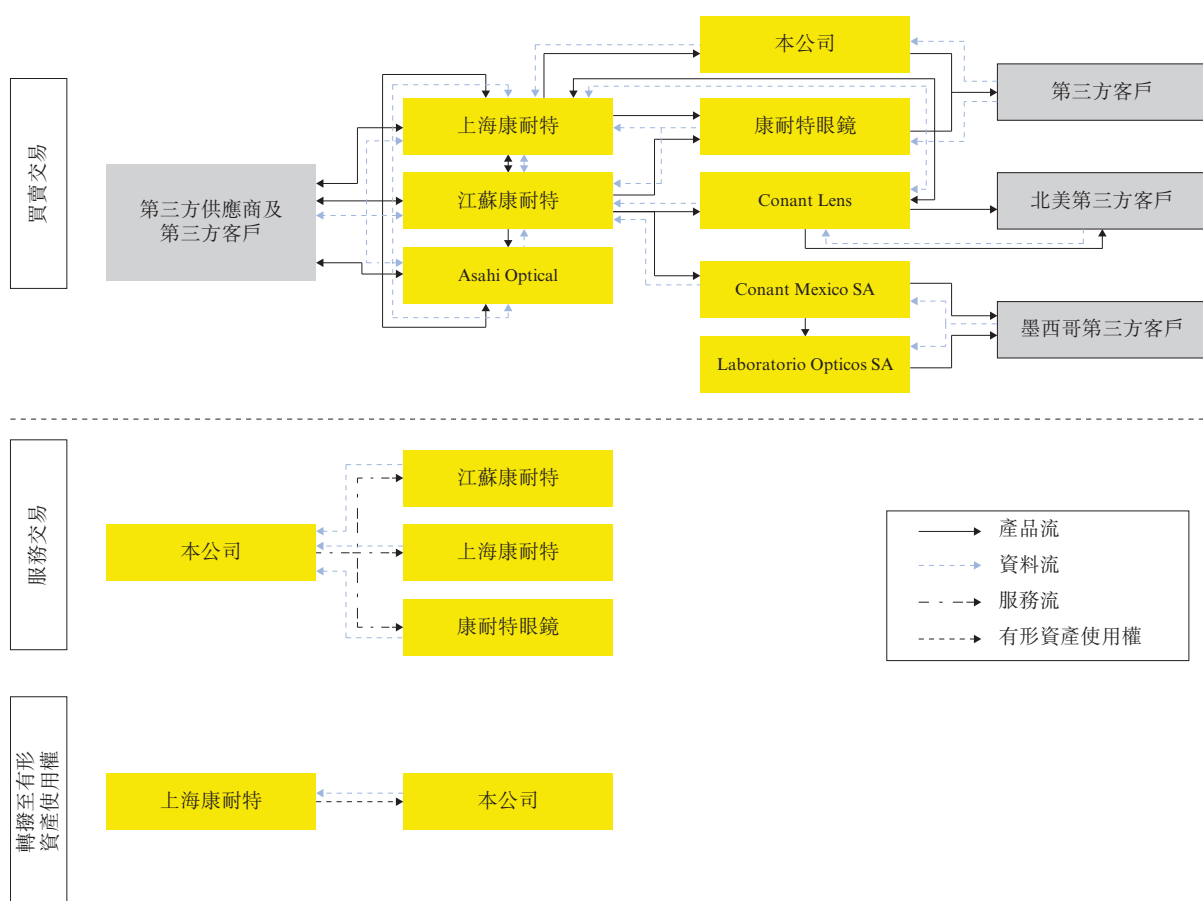 買賣交易
第三方供應商及
第三方客戶
上海康耐特
江蘇康耐特
Asahi Optical
本公司
康耐特眼鏡
Conant Lens
Conant Mexico SA
Laboratorio Opticos SA
第三方客戶
北美第三方客戶
墨西哥第三方客戶
服務交易
本公司
江蘇康耐特
上海康耐特
康耐特眼鏡
產品流
資料流
服務流
有形資產使用權
轉撥至有形
資產使用權
上海康耐特
本公司